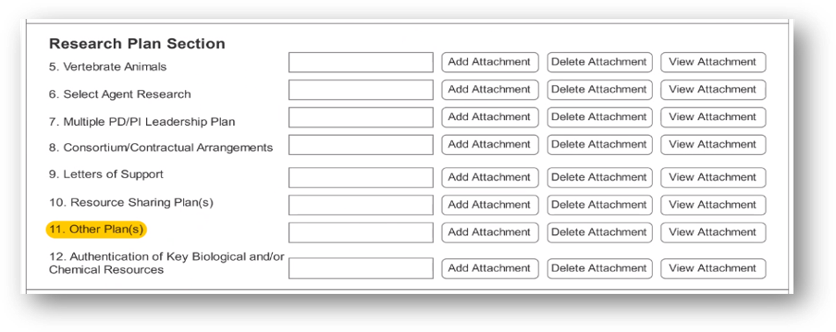 Research Plan Section
5. Vertebrate Animals Add Attachment Delete Attachment View Attachment
6. Select Agent Research Add Attachment Delete Attachment View Attachment
7. Multiple PD/PI Leadership Plan Add Attachment Delete Attachment View Attachment
8. Consortium/Contractual Arrangements Add Attachment Delete Attachment View Attachment
9. Letters of Support Add Attachment Delete Attachment View Attachment
10. Resource Sharing Plan(s) Add Attachment Delete Attachment View Attachment
11. Other Plan(s) Add Attachment Delete Attachment View Attachment
12. Authentication of Key Biological and/or
Chemical Resources Add Attachment Delete Attachment View Attachment